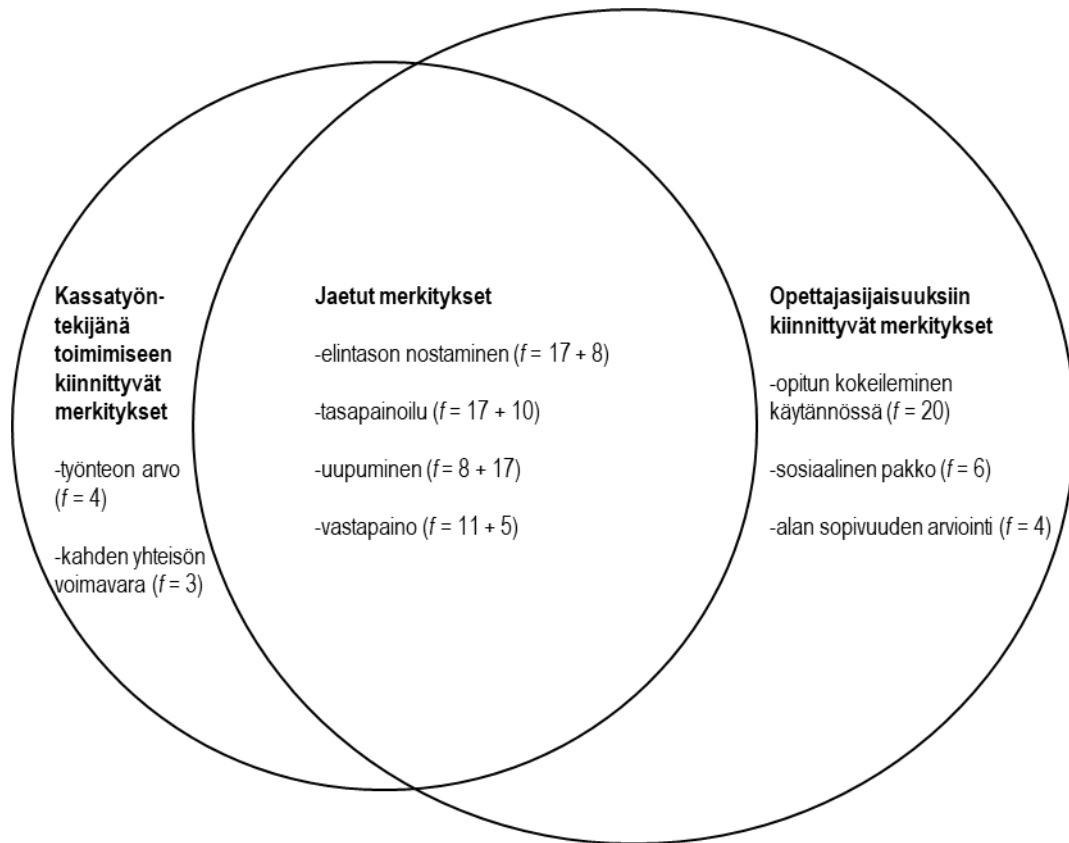 Kassatyön-
tekijänä
toimimiseen
kiinnittyvät
merkitykset
-työnteon arvo
(f = 4)
-kahden yhteisön
voimavara (f = 3)
Jaetut merkitykset
-elintason nostaminen (f = 17 + 8)
-tasapainoilu (f = 17 + 10)
-uupuminen (f = 8 + 17)
-vastapaino (f = 11 + 5)
Opettajasijaisuuksiin
kiinnittyvät merkitykset
-opitun kokeileminen
käytännössä (f = 20)
-sosiaalinen pakko (f = 6)
-alan sopivuuden arviointi (f = 4)